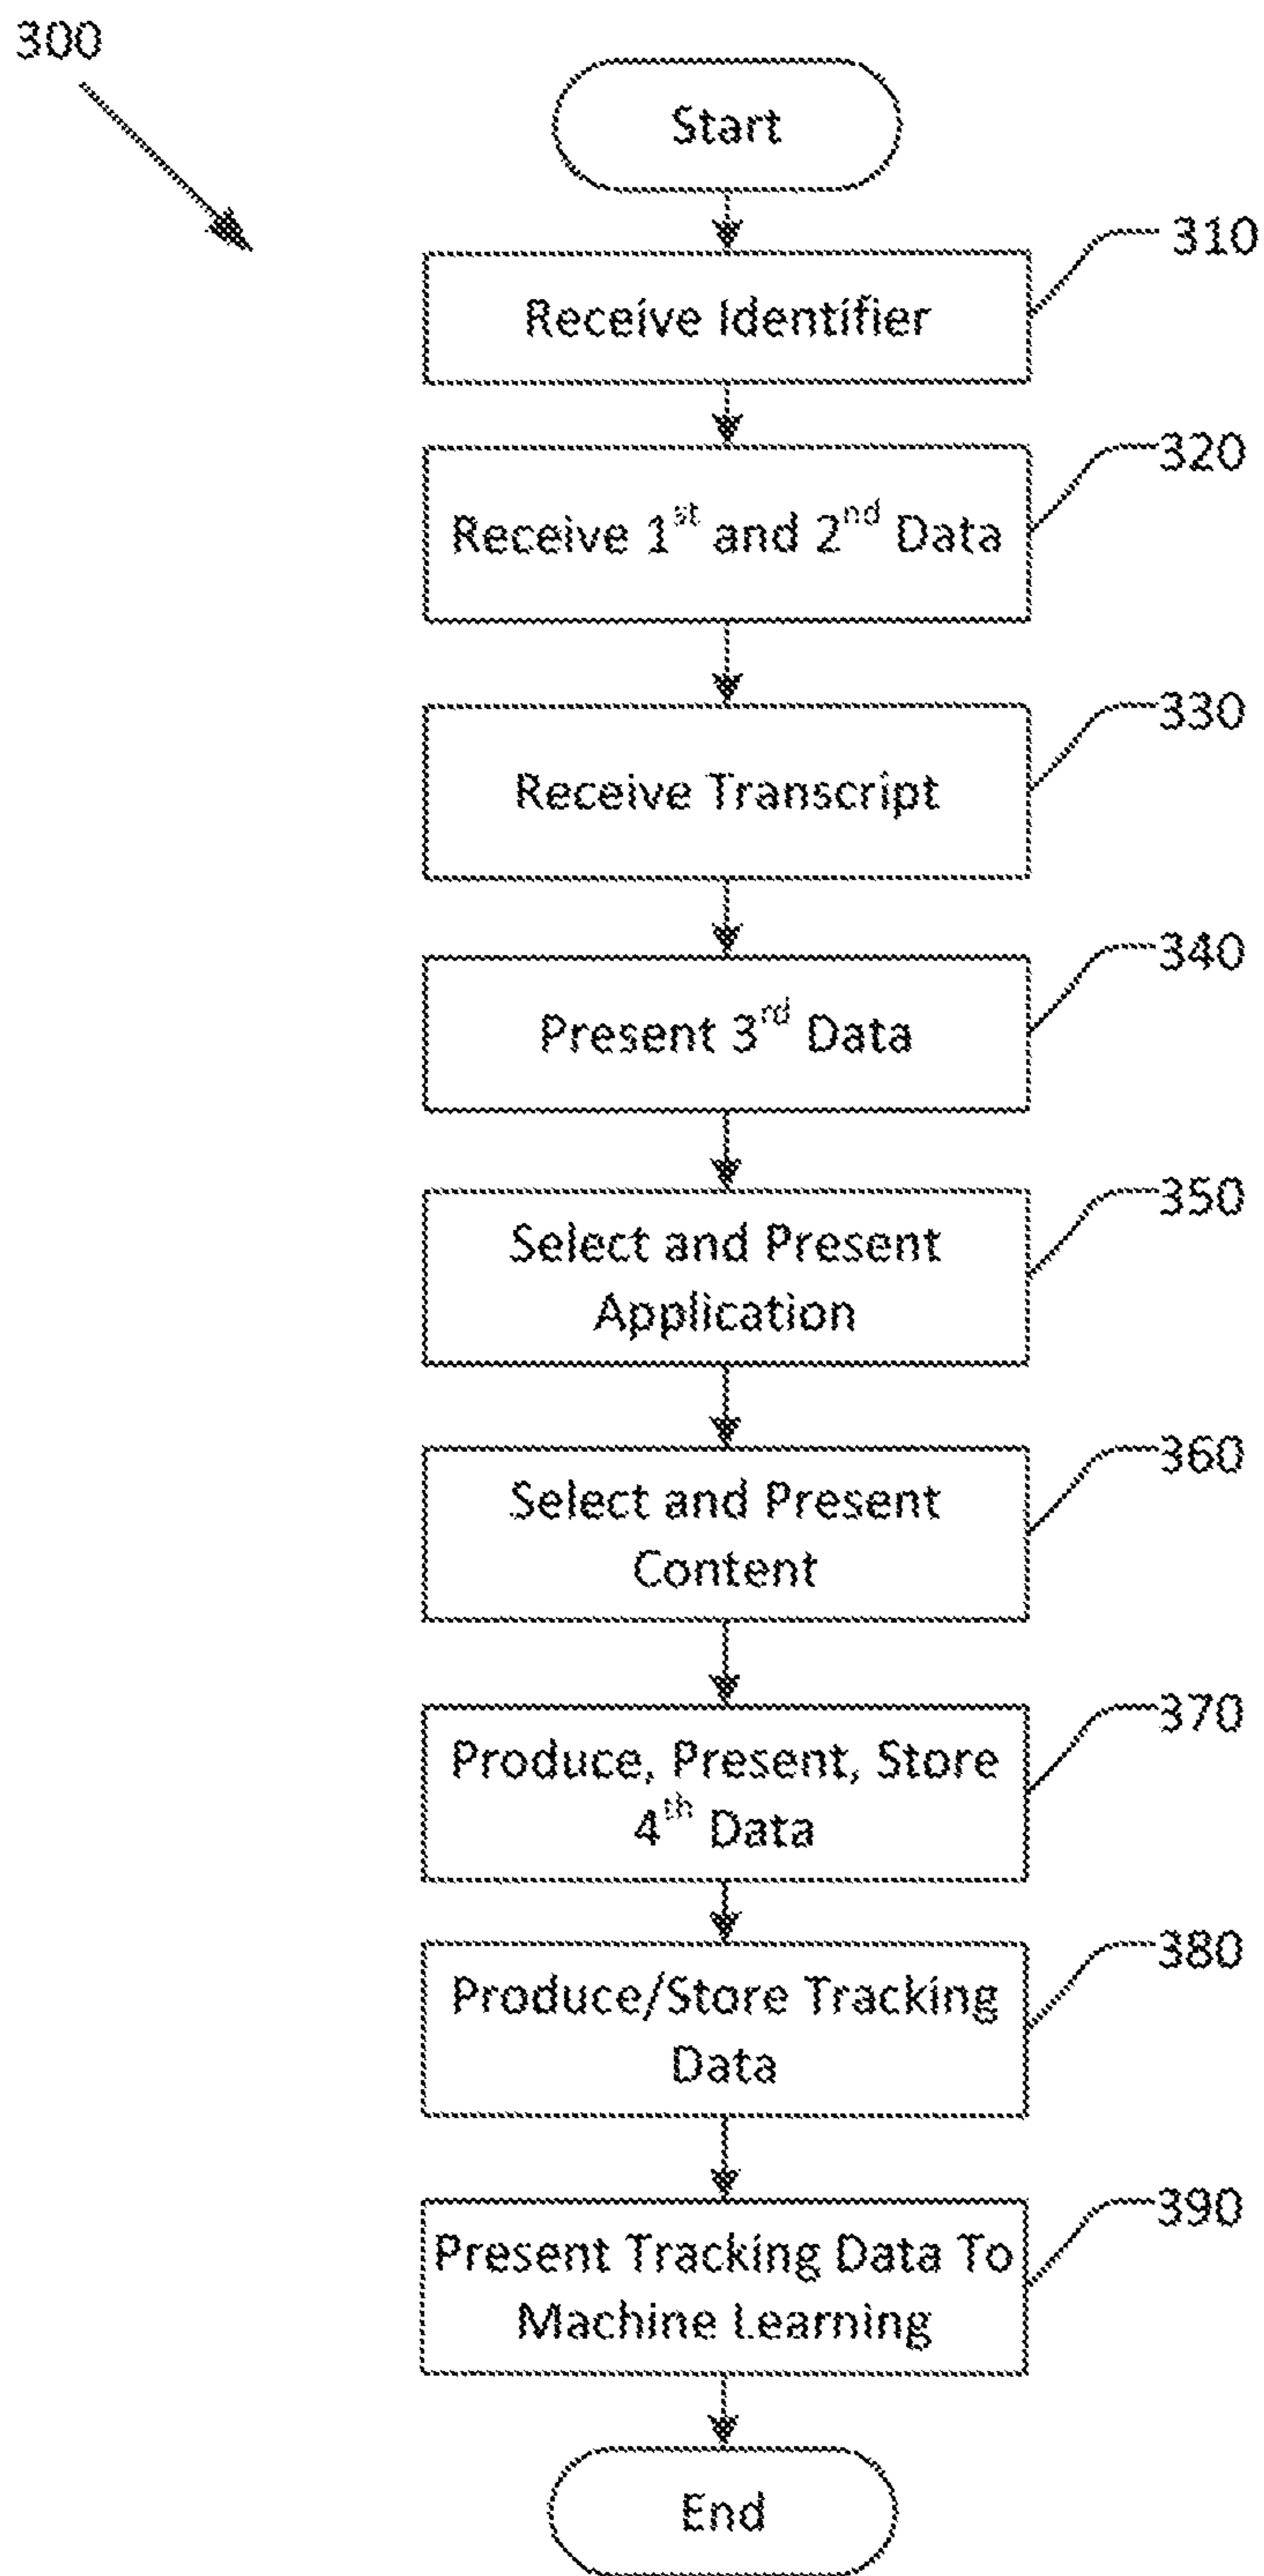 300
Start
310
Receive Identifier
320
Receive 1st and 2nd Data
330
Receive Transcript
340
Present 3rd Data
350
Select and Present
Application
360
Select and Present
Content
370
Produce, Present, Store
4th Data
380
Produce/Store Tracking
Data
390
Present Tracking Data To
Machine Learning
End